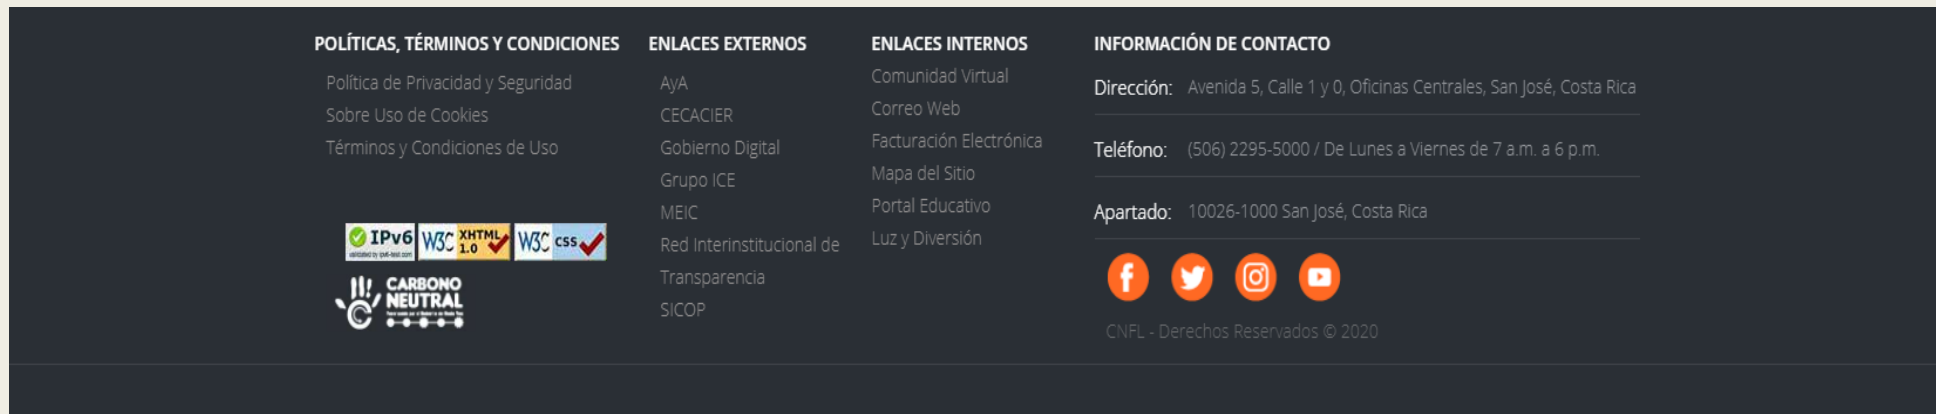 POLÍTICAS, TÉRMINOS Y CONDICIONES
Política de Privacidad y Seguridad
Sobre Uso de Cookies
Términos y Condiciones de Uso
IPv6
W3C XHTML 1.0
W3C css
CARBONO
NEUTRAL
ENLACES EXTERNOS
AyA
CECACIER
Gobierno Digital
Grupo ICE
MEIC
Red Interinstitucional de
Transparencia
SICOP
ENLACES INTERNOS
Comunidad Virtual
Correo Web
Facturación Electrónica
Mapa del Sitio
Portal Educativo
Luz y Diversión
INFORMACIÓN DE CONTACTO
Dirección: Avenida 5, Calle 1 y 0, Oficinas Centrales, San José, Costa Rica
Teléfono: (506) 2295-5000 / De Lunes a Viernes de 7 a.m. a 6 p.m.
Apartado: 10026-1000 San José, Costa Rica
CNFL - Derechos Reservados © 2020